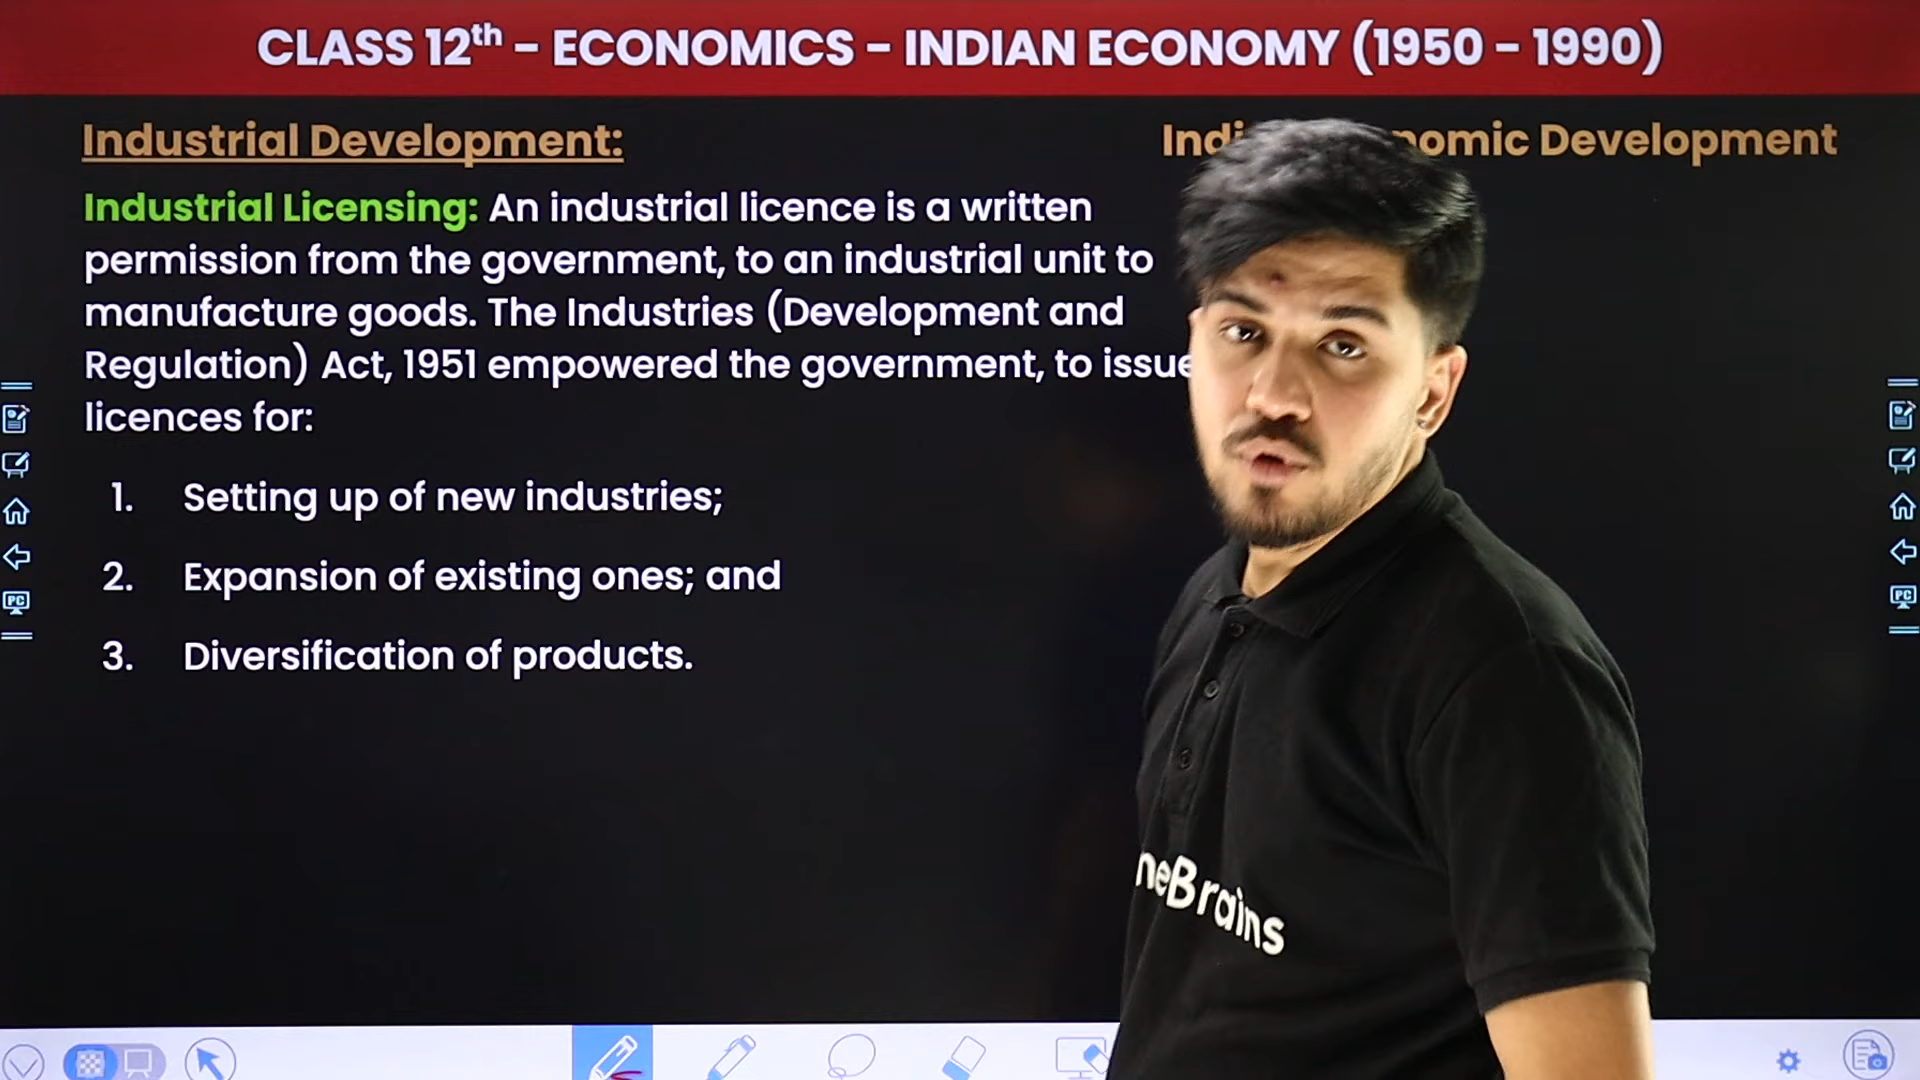 CLASS 12th - ECONOMICS - INDIAN ECONOMY (1950 - 1990)
Industrial Development:
Economic Development
Industrial Licensing: An industrial licence is a written
permission from the government, to an industrial unit to
manufacture goods. The Industries (Development and
Regulation) Act, 1951 empowered the government, to issue
licences for:
1. Setting up of new industries;
2. Expansion of existing ones; and
3. Diversification of products.
PC
PC
neBrains